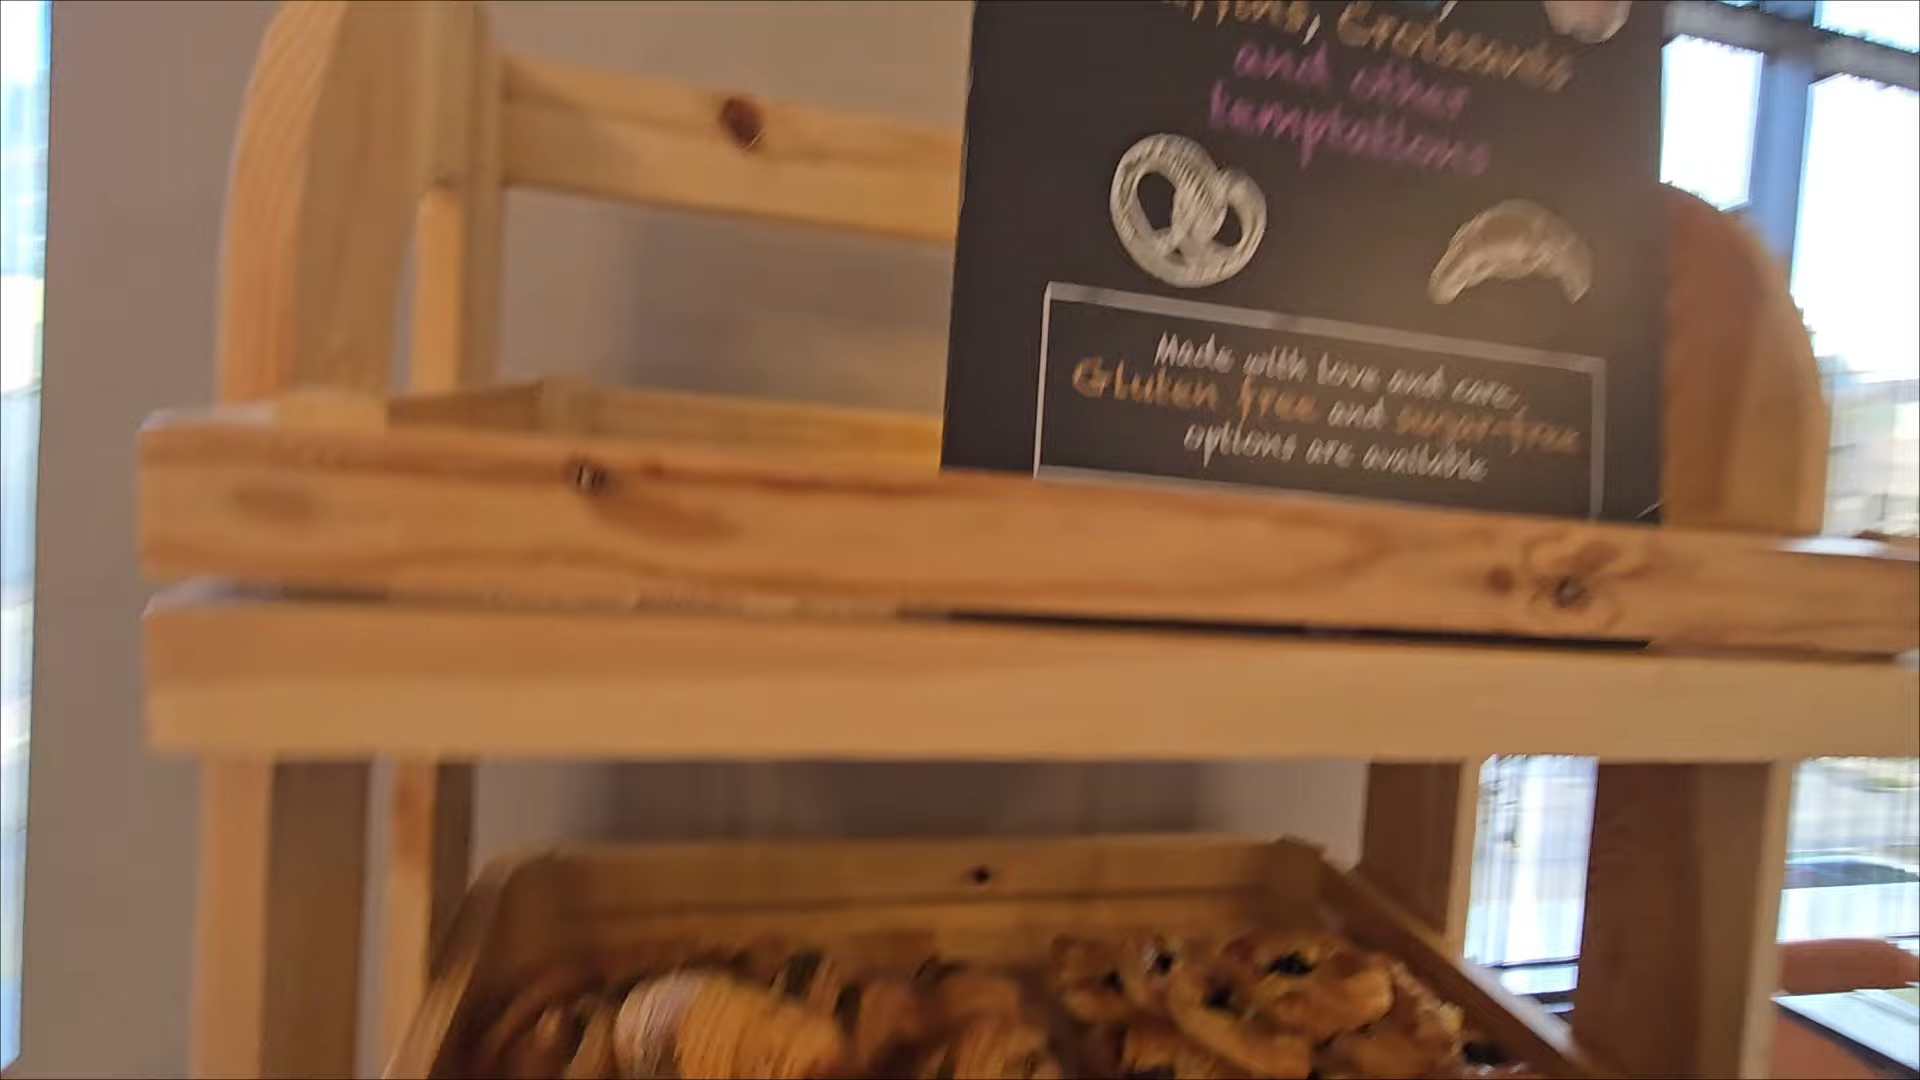 Croissants
and other
temptations
Made with love and care,
Gluten free and sugar-free
options are available